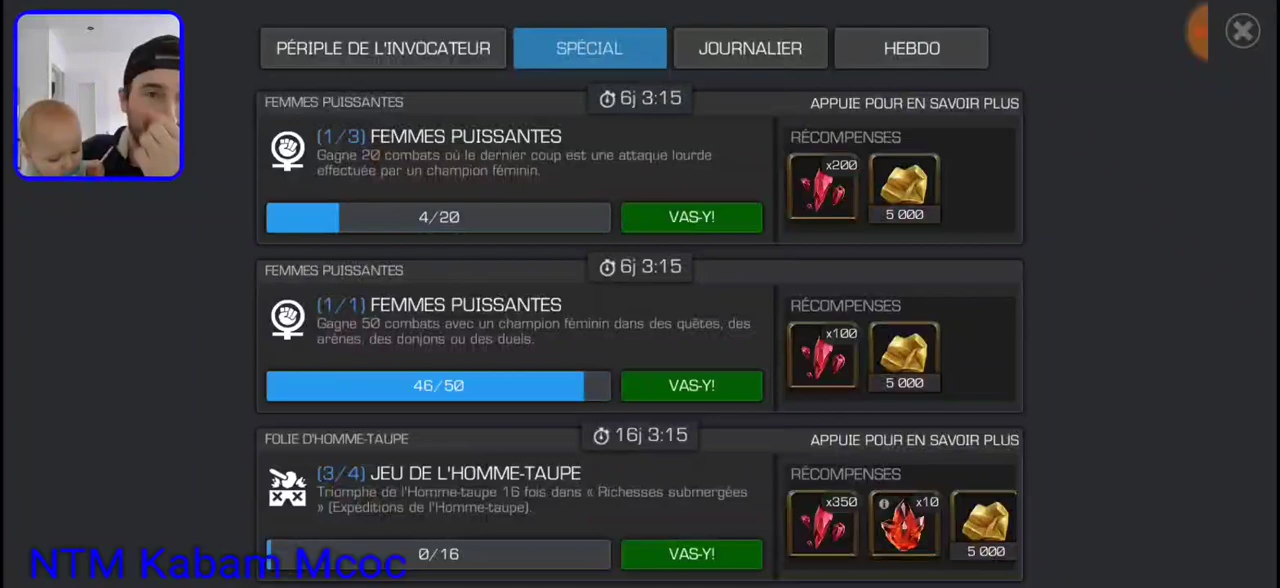 PÉRIPLE DE L'INVOCATEUR SPÉCIAL JOURNALIER HEBDO
FEMMES PUISSANTES 6j 3:15 APPUIE POUR EN SAVOIR PLUS
(1/3) FEMMES PUISSANTES
Gagne 20 combats où le dernier coup est une attaque lourde
effectuée par un champion féminin.
4/20 VAS-Y!
RÉCOMPENSES
x200
5 000
FEMMES PUISSANTES 6j 3:15
(1/1) FEMMES PUISSANTES
Gagne 50 combats avec un champion féminin dans des quêtes, des
arènes, des donjons ou des duels.
46/50 VAS-Y!
RÉCOMPENSES
x100
5 000
FOLIE D'HOMME-TAUPE 16j 3:15 APPUIE POUR EN SAVOIR PLUS
(3/4) JEU DE L'HOMME-TAUPE
Triomphe de l'Homme-taupe 16 fois dans « Richesses submergées
» (Expéditions de l'Homme-taupe).
0/16 VAS-Y!
RÉCOMPENSES
x350 x10
5 000
NTM Kabam Mcoc